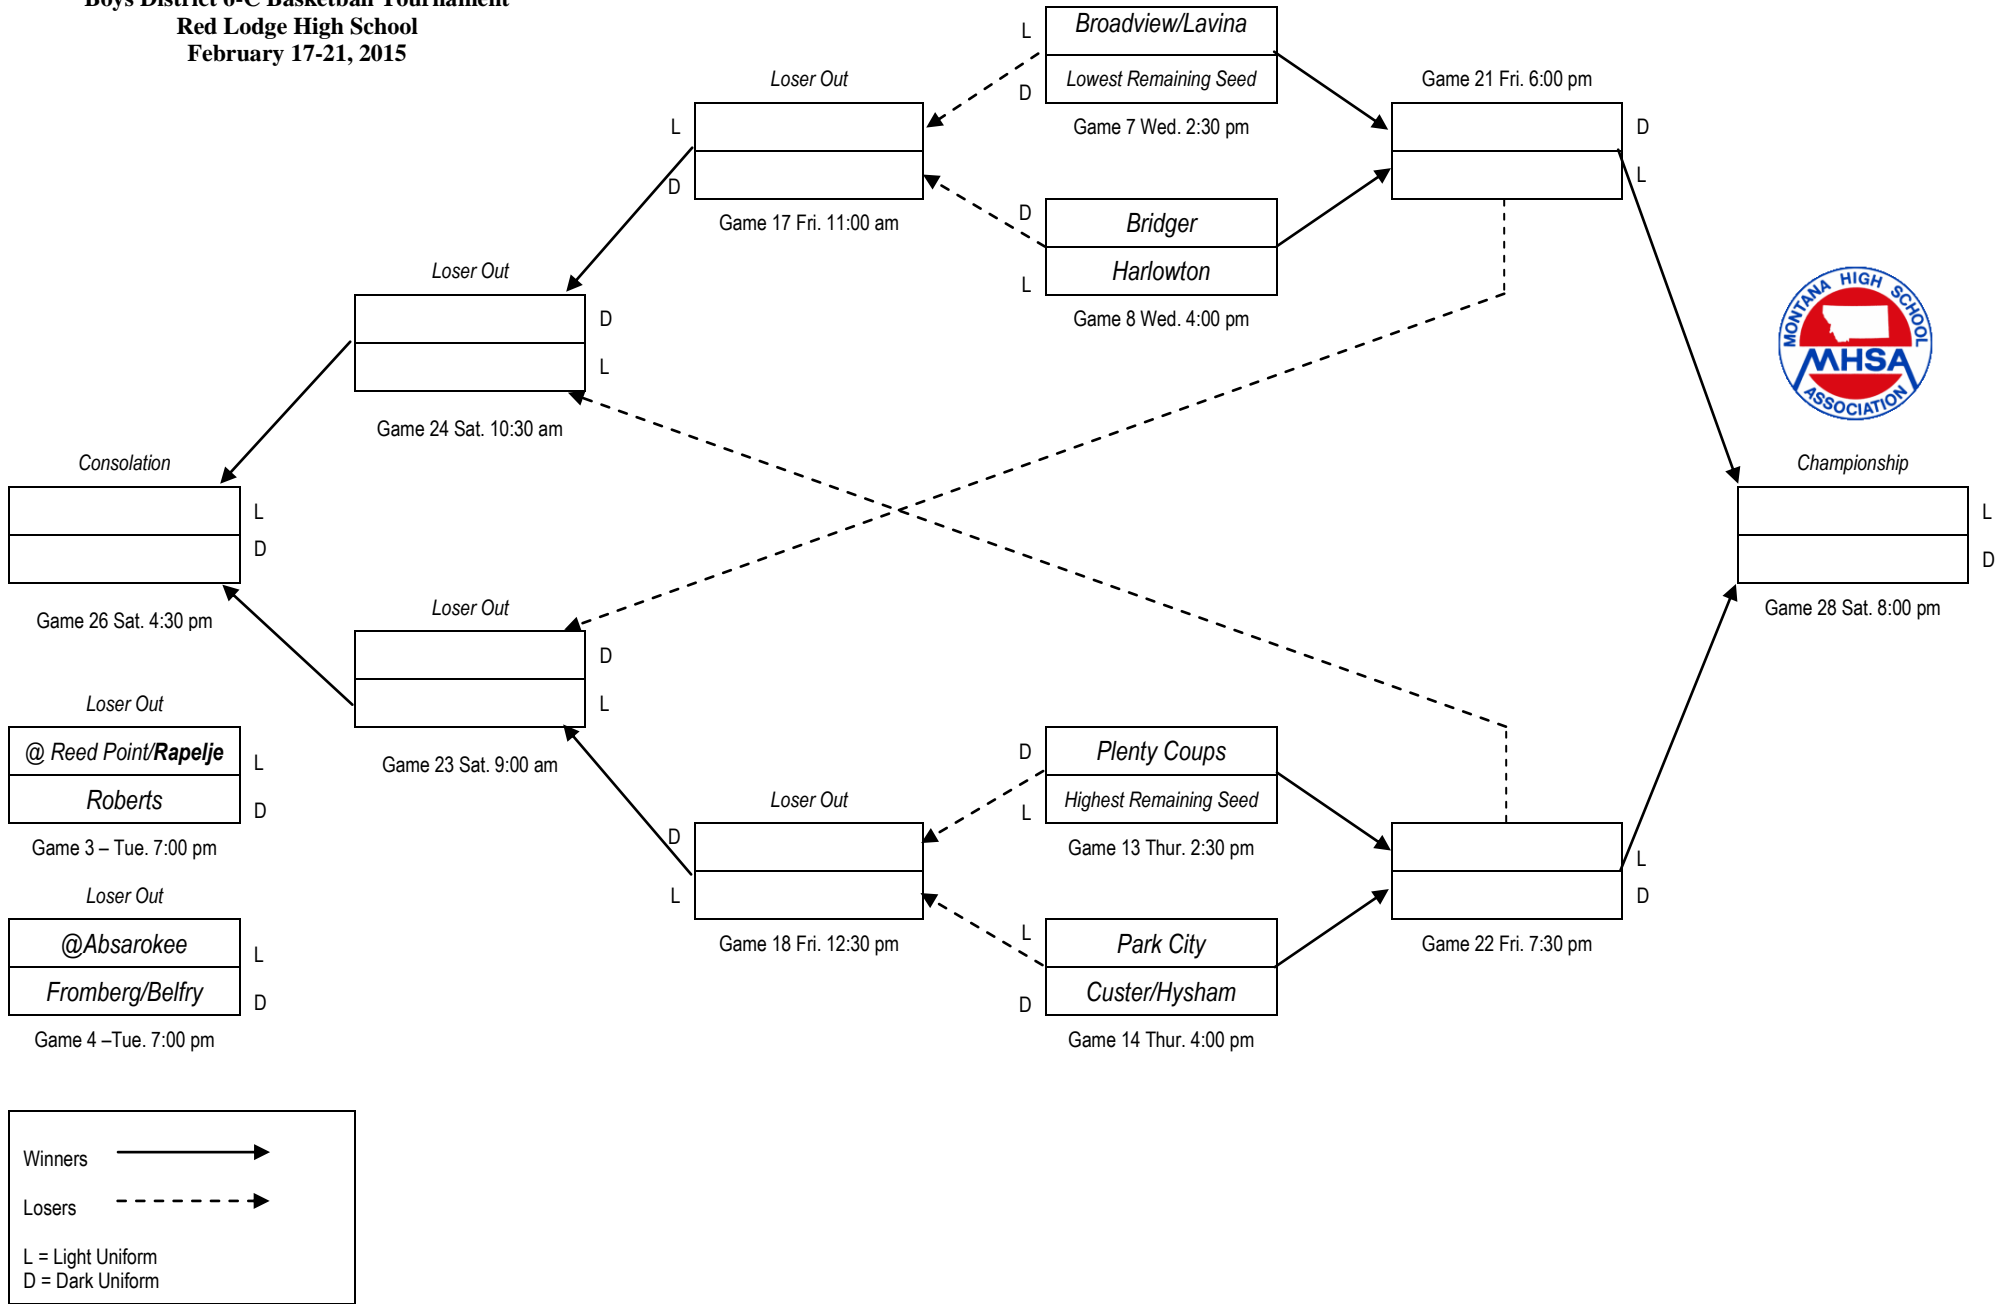 Boys District 6-C Basketball Tournament
Red Lodge High School
February 17-21, 2015
L
Broadview/Lavina
D
Lowest Remaining Seed
Game 7 Wed. 2:30 pm
D
Bridger
L
Harlowton
Game 8 Wed. 4:00 pm
Loser Out
L
D
Game 17 Fri. 11:00 am
Game 21 Fri. 6:00 pm
D
L
Loser Out
D
L
Game 24 Sat. 10:30 am
MONTANA HIGH SCHOOL
MHSA
ASSOCIATION
Consolation
L
D
Game 26 Sat. 4:30 pm
Championship
L
D
Game 28 Sat. 8:00 pm
Loser Out
D
L
Game 23 Sat. 9:00 am
Loser Out
@ Reed Point/Rapelje
L
Roberts
D
Game 3 – Tue. 7:00 pm
Loser Out
@Absarokee
L
Fromberg/Belfry
D
Game 4 –Tue. 7:00 pm
Loser Out
D
L
Game 18 Fri. 12:30 pm
D
Plenty Coups
L
Highest Remaining Seed
Game 13 Thur. 2:30 pm
L
Park City
D
Custer/Hysham
Game 14 Thur. 4:00 pm
L
D
Game 22 Fri. 7:30 pm
Winners
Losers
L = Light Uniform
D = Dark Uniform